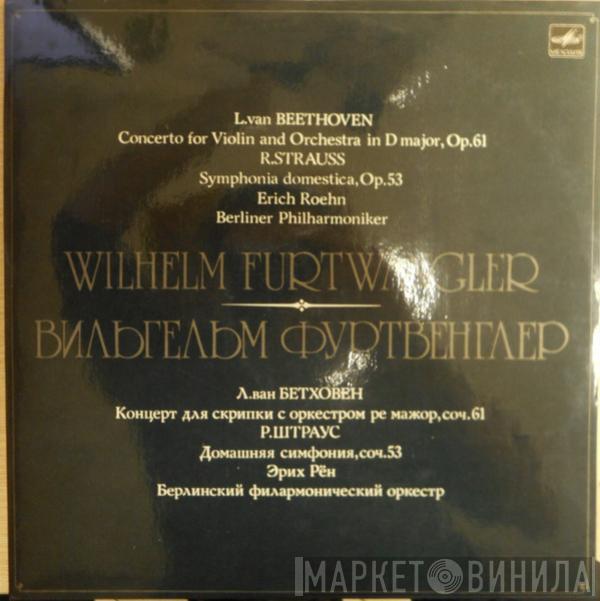 МЕЛОДИЯ
L.van BEETHOVEN
Concerto for Violin and Orchestra in D major, Op.61
R.STRAUSS
Symphonia domestica, Op.53
Erich Roehn
Berliner Philharmoniker
WILHELM FURTWÄNGLER
ВИЛЬГЕЛЬМ ФУРТВЕНГЛЕР
Л.ван БЕТХОВЕН
Концерт для скрипки с оркестром ре мажор, соч.61
Р.ШТРАУС
Домашняя симфония, соч.53
Эрих Рён
Берлинский филармонический оркестр
МАРКЕТ ВИНИЛА